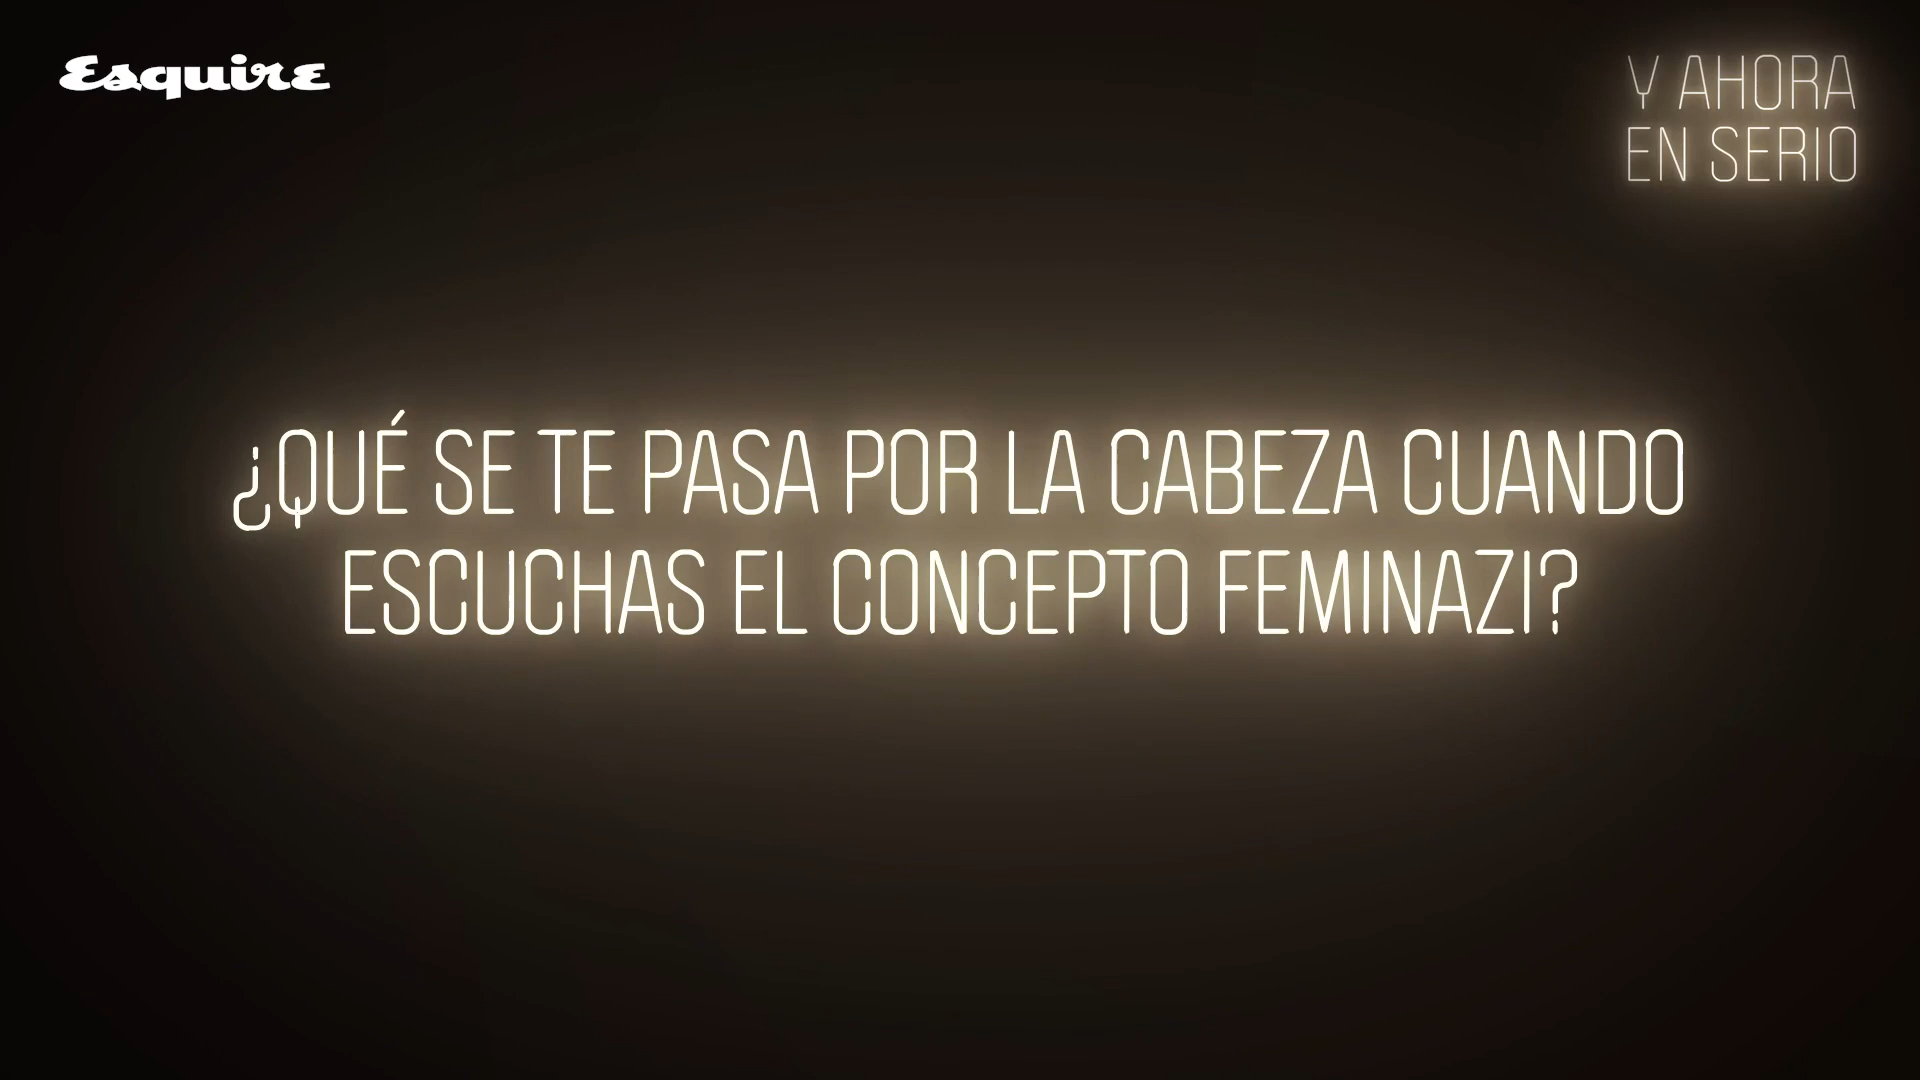 Esquire
Y AHORA
EN SERIO
¿QUÉ SE TE PASA POR LA CABEZA CUANDO
ESCUCHAS EL CONCEPTO FEMINAZI?